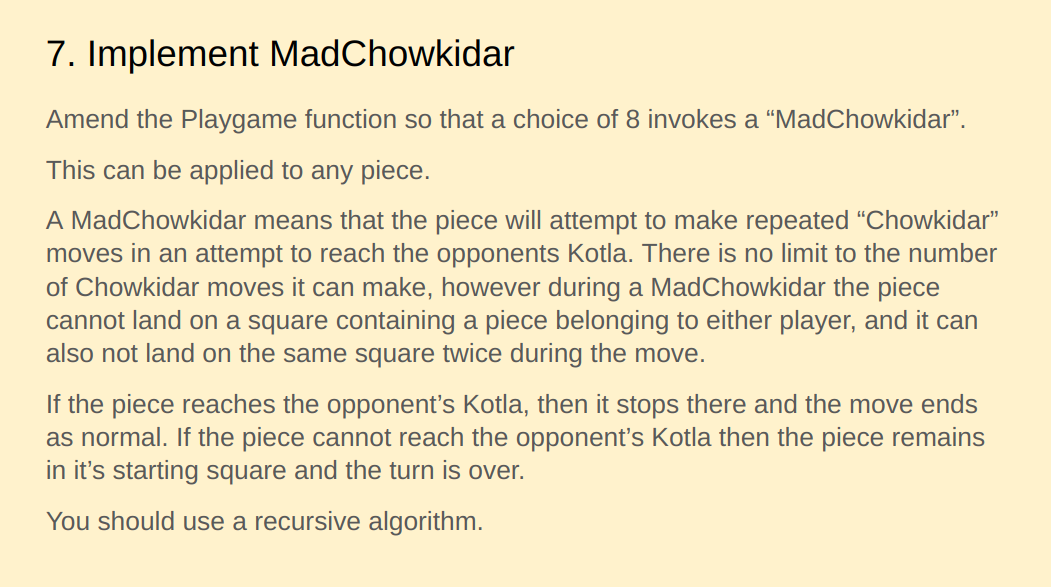 7. Implement MadChowkidar
Amend the Playgame function so that a choice of 8 invokes a “MadChowkidar”.
This can be applied to any piece.
A MadChowkidar means that the piece will attempt to make repeated “Chowkidar”
moves in an attempt to reach the opponents Kotla. There is no limit to the number
of Chowkidar moves it can make, however during a MadChowkidar the piece
cannot land on a square containing a piece belonging to either player, and it can
also not land on the same square twice during the move.
If the piece reaches the opponent’s Kotla, then it stops there and the move ends
as normal. If the piece cannot reach the opponent’s Kotla then the piece remains
in it’s starting square and the turn is over.
You should use a recursive algorithm.